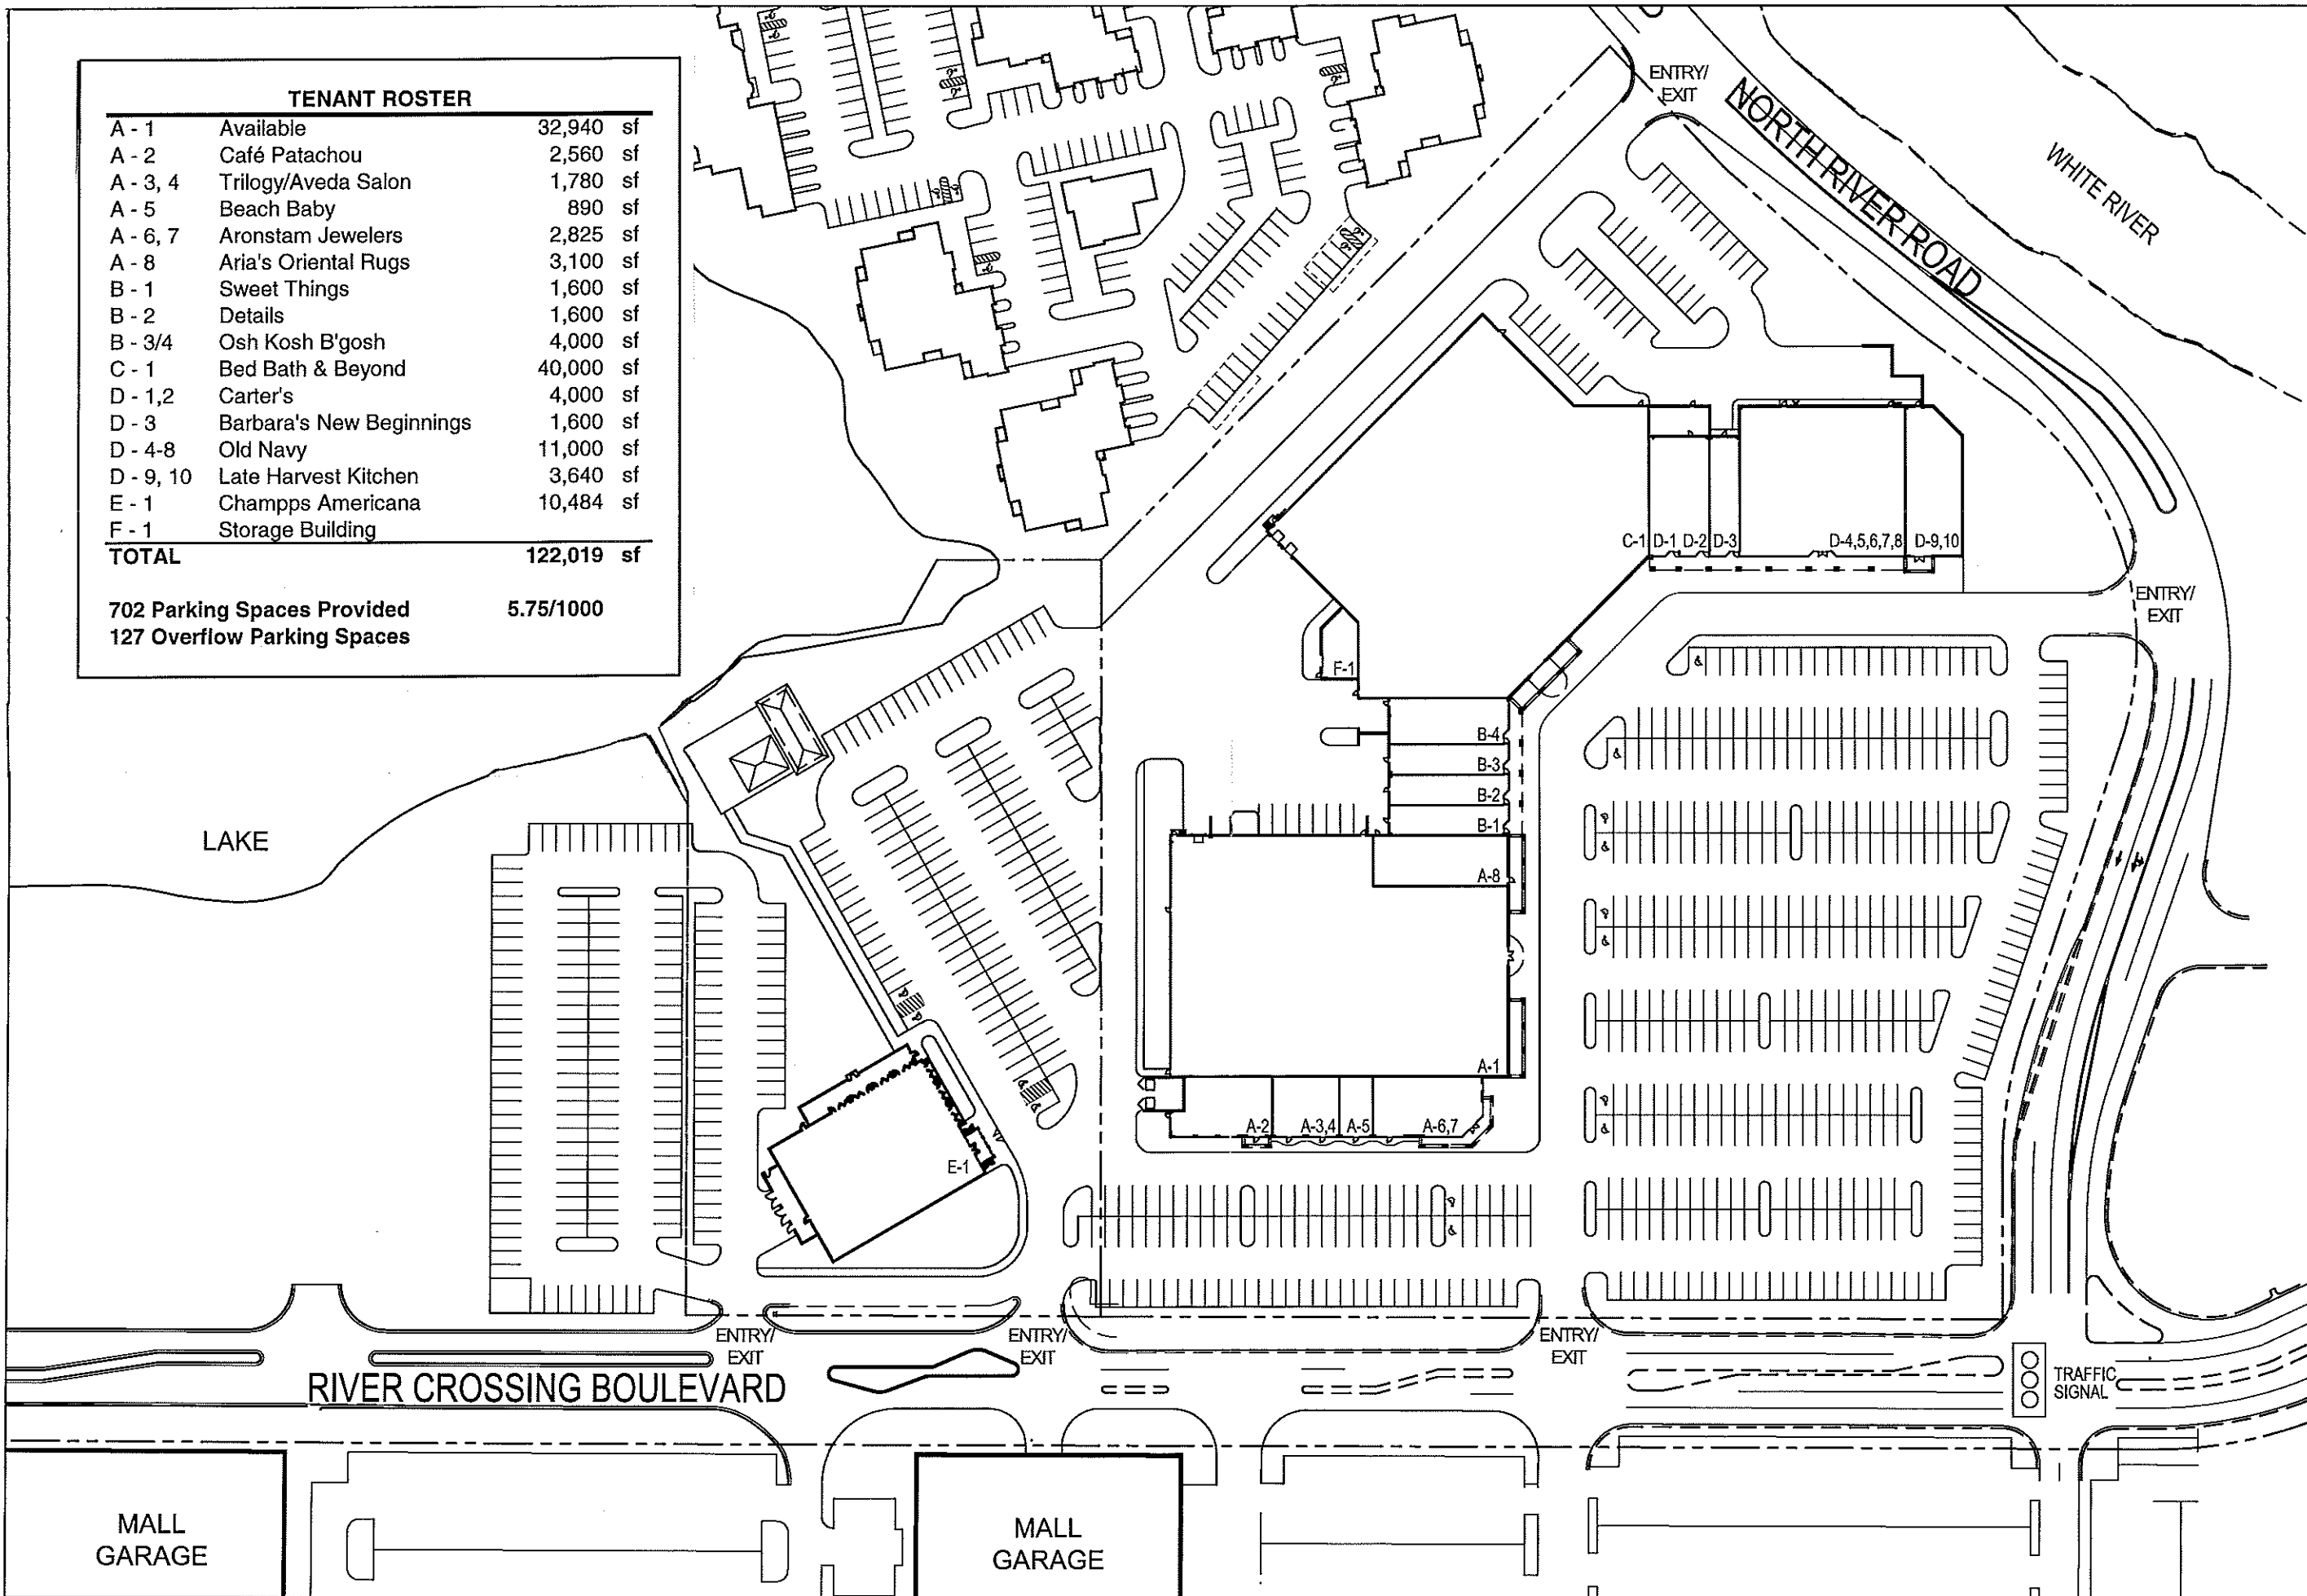 TENANT ROSTER
A - 1 Available 32,940 sf
A - 2 Café Patachou 2,560 sf
A - 3, 4 Trilogy/Aveda Salon 1,780 sf
A - 5 Beach Baby 890 sf
A - 6, 7 Aronstam Jewelers 2,825 sf
A - 8 Aria's Oriental Rugs 3,100 sf
B - 1 Sweet Things 1,600 sf
B - 2 Details 1,600 sf
B - 3/4 Osh Kosh B'gosh 4,000 sf
C - 1 Bed Bath & Beyond 40,000 sf
D - 1,2 Carter's 4,000 sf
D - 3 Barbara's New Beginnings 1,600 sf
D - 4-8 Old Navy 11,000 sf
D - 9, 10 Late Harvest Kitchen 3,640 sf
E - 1 Champps Americana 10,484 sf
F - 1 Storage Building
TOTAL 122,019 sf
702 Parking Spaces Provided 5.75/1000
127 Overflow Parking Spaces
ENTRY/
EXIT
NORTH RIVER ROAD
WHITE RIVER
C-1 D-1 D-2 D-3 D-4,5,6,7,8 D-9,10
ENTRY/
EXIT
F-1
B-4
B-3
B-2
B-1
A-8
LAKE
A-1
A-2 A-3,4 A-5 A-6,7
E-1
ENTRY/
EXIT
ENTRY/
EXIT
ENTRY/
EXIT
RIVER CROSSING BOULEVARD
TRAFFIC
SIGNAL
MALL
GARAGE
MALL
GARAGE